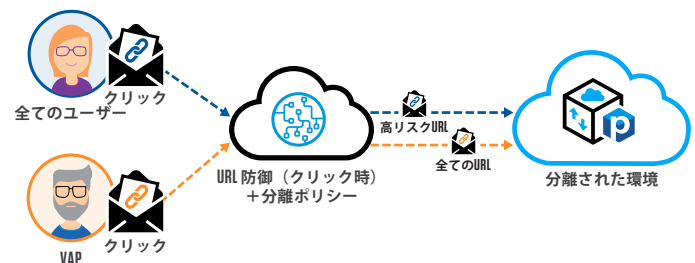 クリック
全てのユーザー
クリック
VAP
URL 防御（クリック時）
＋分離ポリシー
高リスクURL
全てのURL
p
分離された環境